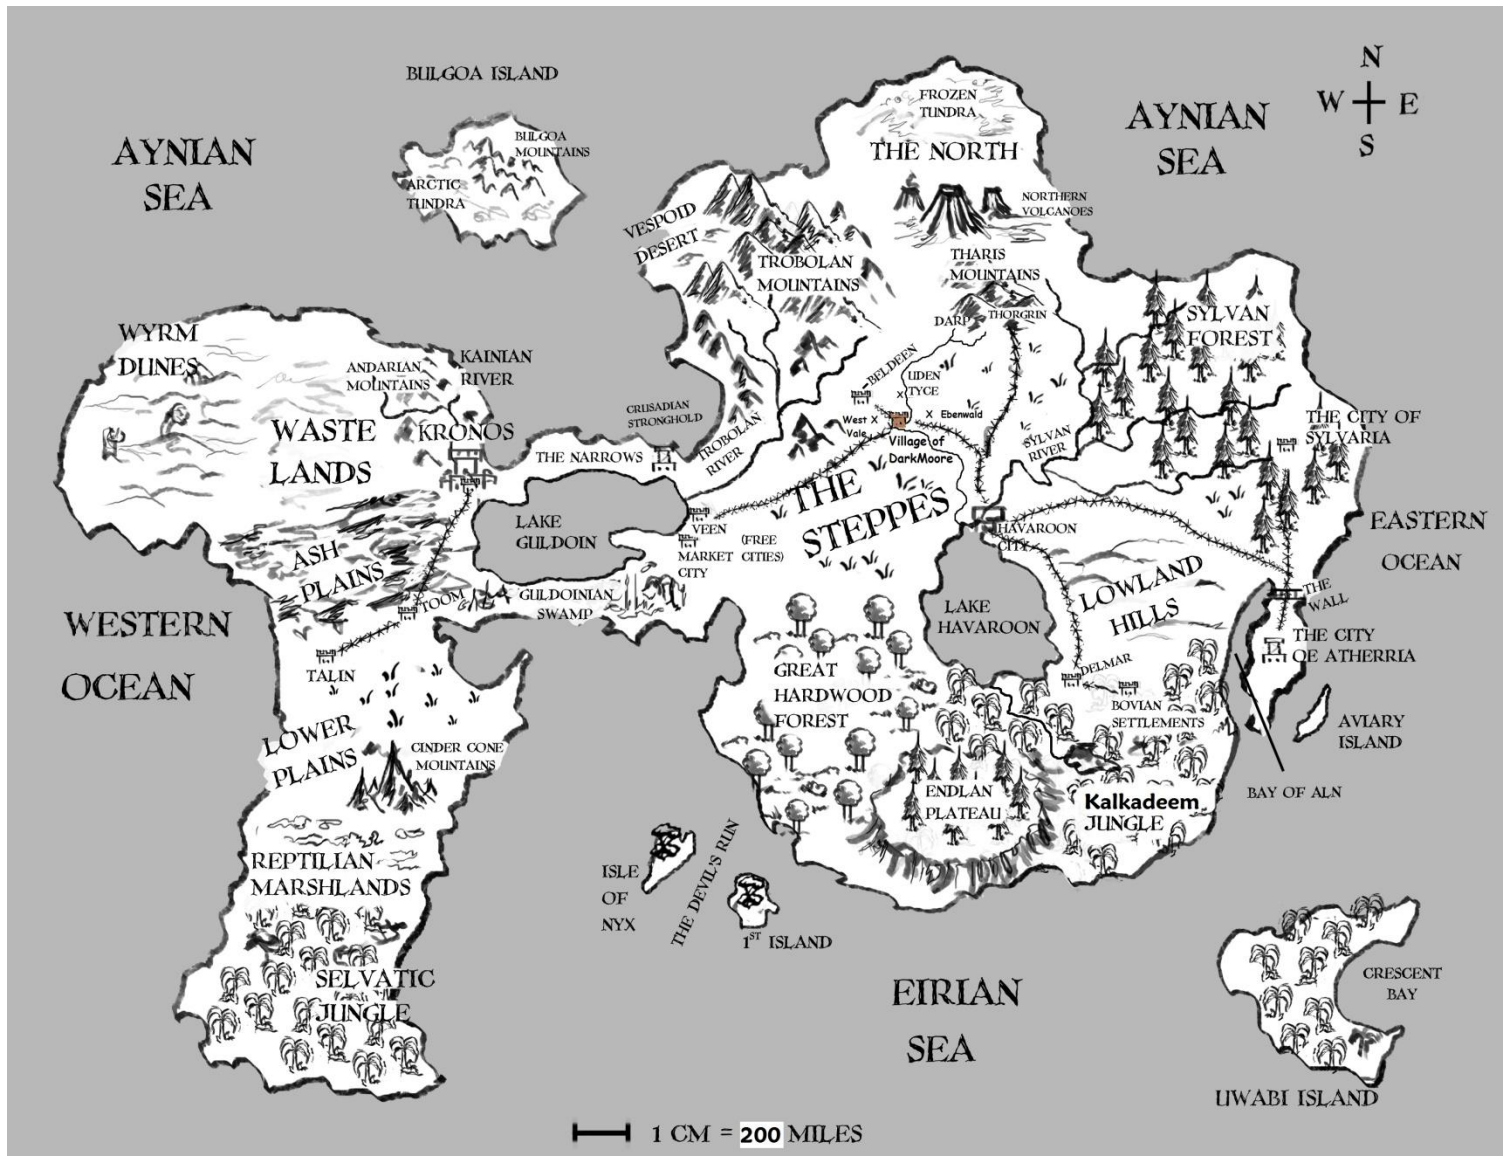 BULGOA ISLAND
AYNIAN
SEA
BULGOA
MOUNTAINS
ARCTIC
TUNDRA
FROZEN
TUNDRA
THE NORTH
NORTHERN
VOLCANOES
AYNIAN
SEA
N
W E
S
VESPOID
DESERT
TROBOLAN
MOUNTAINS
THARIS
MOUNTAINS
DARP
THORGRIN
SYLVAN
FOREST
WYRM
DUNES
ANDARIAN
MOUNTAINS
KAINIAN
RIVER
WASTE
LANDS
KRONOS
CRUSADIAN
STRONGHOLD
THE NARROWS
TROBOLAN
RIVER
BELDEEN
UDEN
TYCE
X
West X
Vale
X Ebenwald
Village of
DarkMoore
SYLVAN
RIVER
THE CITY OF
SYLVARIA
THE
STEPPES
LAKE
GULDOIN
VEEN
MARKET
CITY
(FREE
CITIES)
HAVAROON
CITY
EASTERN
OCEAN
ASH
PLAINS
TOOM
GULDOINIAN
SWAMP
LAKE
HAVAROON
LOWLAND
HILLS
THE
WALL
THE CITY
OF ATHERRIA
WESTERN
OCEAN
TALIN
LOWER
PLAINS
CINDER CONE
MOUNTAINS
GREAT
HARDWOOD
FOREST
DELMAR
BOVIAN
SETTLEMENTS
AVIARY
ISLAND
BAY OF ALN
ENDLAN
PLATEAU
Kalkadeem
JUNGLE
REPTILIAN
MARSHLANDS
ISLE
OF
NYX
THE DEVIL'S RUN
1ST ISLAND
SELVATIC
JUNGLE
EIRIAN
SEA
CRESCENT
BAY
UWABI ISLAND
1 CM = 200 MILES